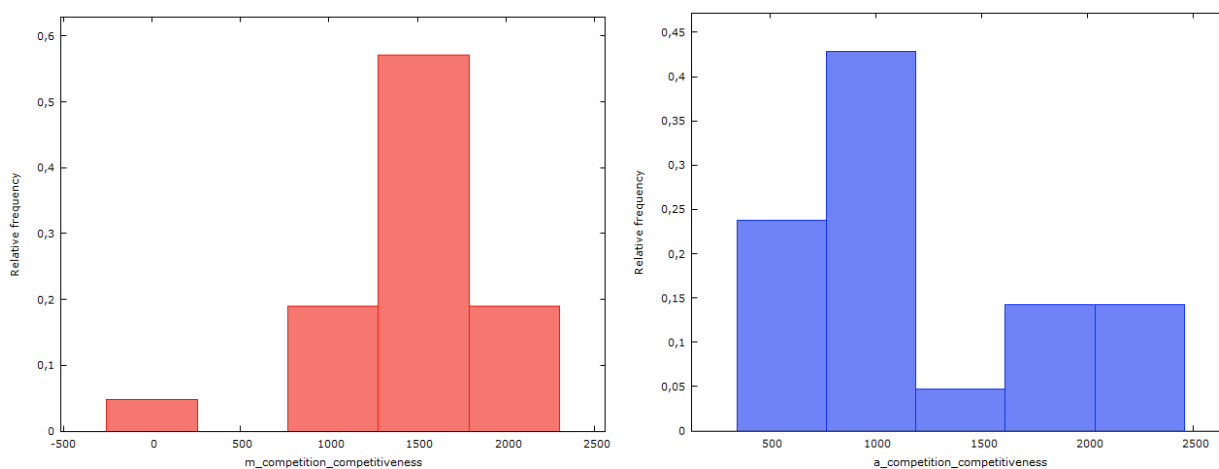 0,6
0,5
0,4
0,3
0,2
0,1
0
Relative frequency
-500 0 500 1000 1500 2000 2500
m_competition_competitiveness
0,45
0,4
0,35
0,3
0,25
0,2
0,15
0,1
0,05
0
Relative frequency
500 1000 1500 2000 2500
a_competition_competitiveness